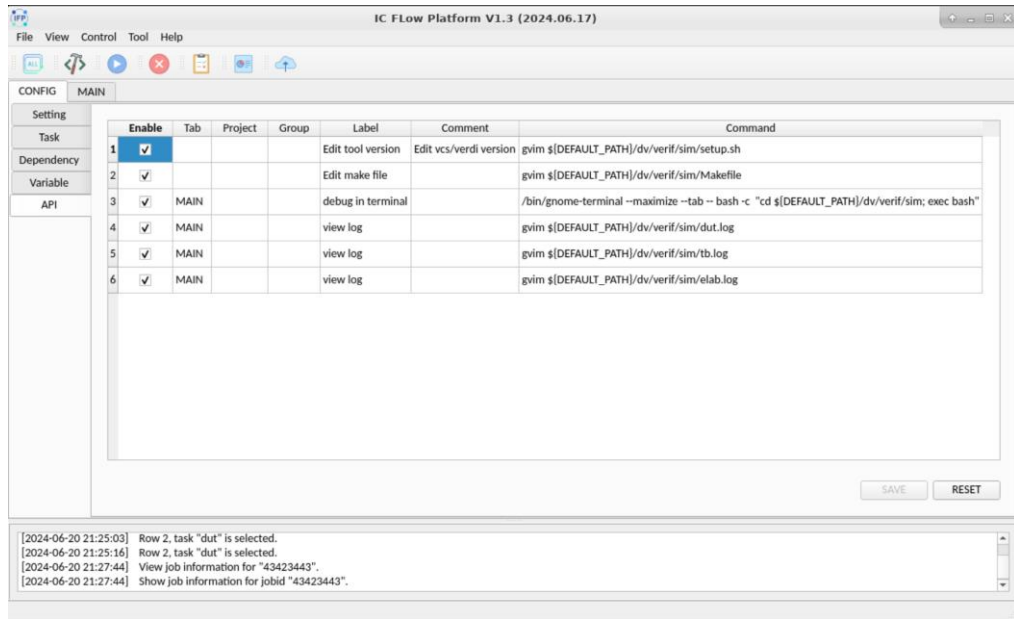 IFP
IC FLow Platform V1.3 (2024.06.17)
File View Control Tool Help
ALL
CONFIG MAIN
Setting
Task
Dependency
Variable
API
Enable Tab Project Group Label Comment Command
1 Edit tool version Edit vcs/verdi version gvim ${DEFAULT_PATH}/dv/verif/sim/setup.sh
2 Edit make file gvim ${DEFAULT_PATH}/dv/verif/sim/Makefile
3 MAIN debug in terminal /bin/gnome-terminal --maximize --tab -- bash -c "cd ${DEFAULT_PATH}/dv/verif/sim; exec bash"
4 MAIN view log gvim ${DEFAULT_PATH}/dv/verif/sim/dut.log
5 MAIN view log gvim ${DEFAULT_PATH}/dv/verif/sim/tb.log
6 MAIN view log gvim ${DEFAULT_PATH}/dv/verif/sim/elab.log
SAVE RESET
[2024-06-20 21:25:03] Row 2, task "dut" is selected.
[2024-06-20 21:25:16] Row 2, task "dut" is selected.
[2024-06-20 21:27:44] View job information for "43423443".
[2024-06-20 21:27:44] Show job information for jobid "43423443".